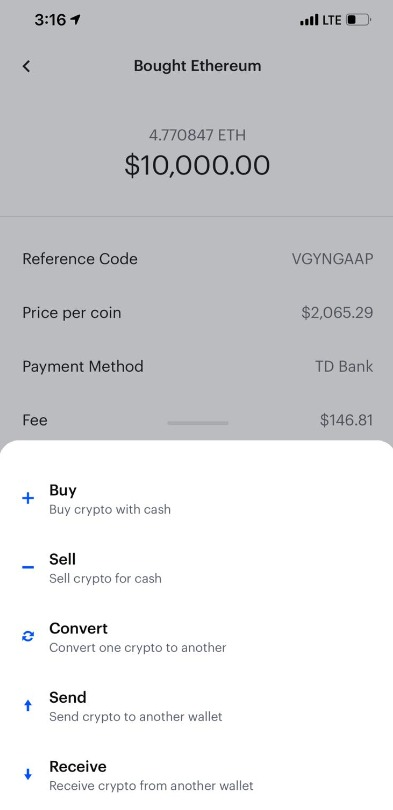 3:16
LTE
Bought Ethereum
4.770847 ETH
$10,000.00
Reference Code VGYNGAAP
Price per coin $2,065.29
Payment Method TD Bank
Fee $146.81
Buy
Buy crypto with cash
Sell
Sell crypto for cash
Convert
Convert one crypto to another
Send
Send crypto to another wallet
Receive
Receive crypto from another wallet